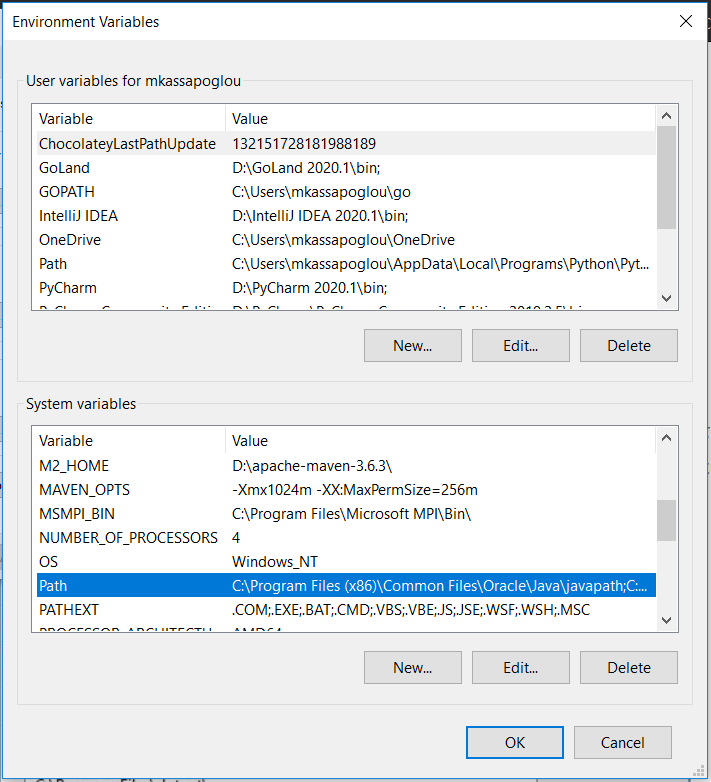 Environment Variables
User variables for mkassapoglou
Variable Value
ChocolateyLastPathUpdate 132151728181988189
GoLand D:\GoLand 2020.1\bin;
GOPATH C:\Users\mkassapoglou\go
IntelliJ IDEA D:\IntelliJ IDEA 2020.1\bin;
OneDrive C:\Users\mkassapoglou\OneDrive
Path C:\Users\mkassapoglou\AppData\Local\Programs\Python\Pyt...
PyCharm D:\PyCharm 2020.1\bin;
New... Edit... Delete
System variables
Variable Value
M2_HOME D:\apache-maven-3.6.3\
MAVEN_OPTS -Xmx1024m -XX:MaxPermSize=256m
MSMPI_BIN C:\Program Files\Microsoft MPI\Bin\
NUMBER_OF_PROCESSORS 4
OS Windows_NT
Path C:\Program Files (x86)\Common Files\Oracle\Java\javapath;C:...
PATHEXT .COM;.EXE;.BAT;.CMD;.VBS;.VBE;.JS;.JSE;.WSF;.WSH;.MSC
New... Edit... Delete
OK Cancel